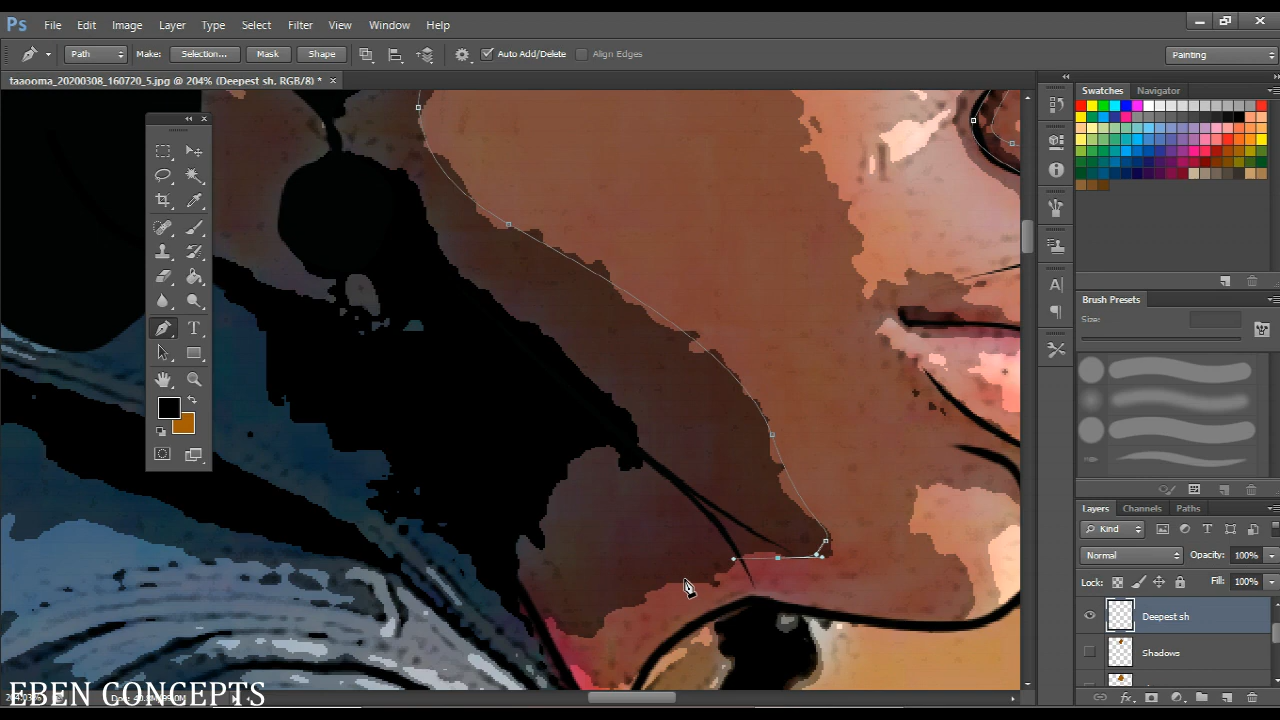 Ps File Edit Image Layer Type Select Filter View Window Help
Path Make: Selection... Mask Shape Auto Add/Delete Align Edges Painting
taaooma_20200308_160720_5.jpg @ 204% (Deepest sh, RGB/8) * ×
Swatches Navigator
Brush Presets
Size:
Layers Channels Paths
Kind
Normal Opacity: 100%
Lock: Fill: 100%
Deepest sh
Shadows
EBEN CONCEPTS